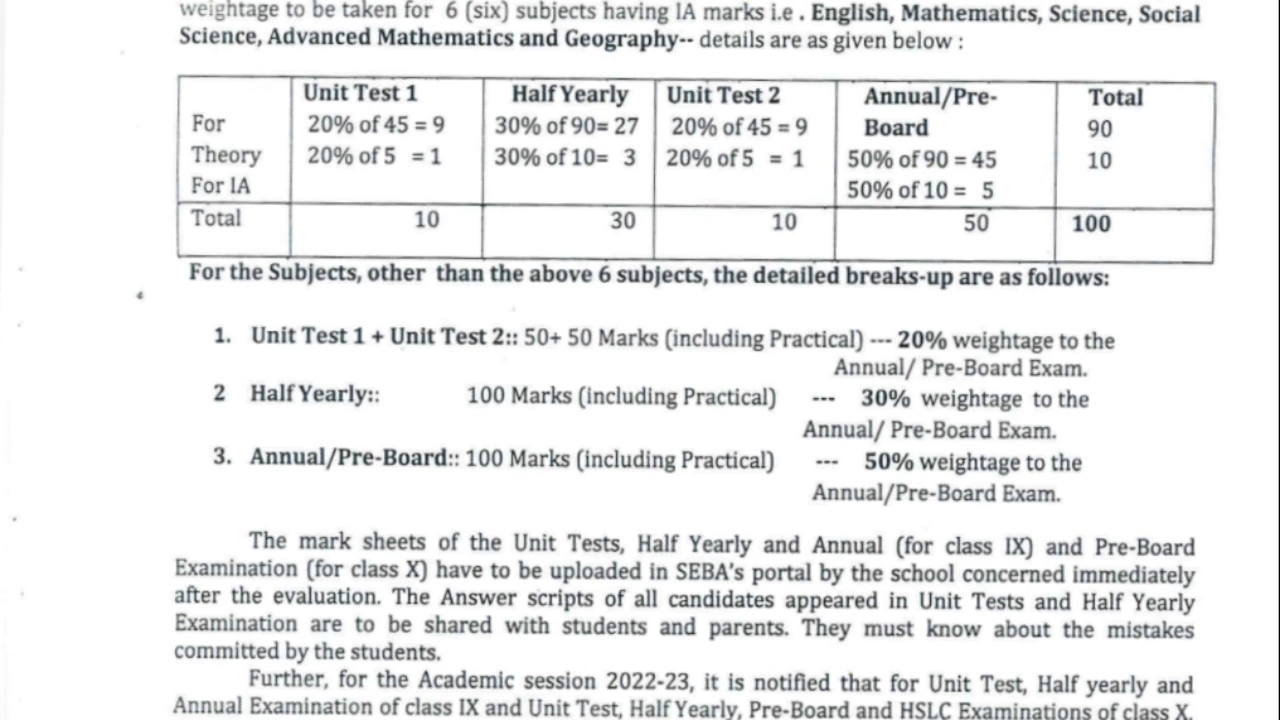 weightage to be taken for 6 (six) subjects having IA marks i.e . English, Mathematics, Science, Social
Science, Advanced Mathematics and Geography-- details are as given below :
Unit Test 1 Half Yearly Unit Test 2 Annual/Pre- Total
For 20% of 45 = 9 30% of 90= 27 20% of 45 = 9 Board 90
Theory 20% of 5 = 1 30% of 10= 3 20% of 5 = 1 50% of 90 = 45 10
For IA 50% of 10 = 5
Total 10 30 10 50 100
For the Subjects, other than the above 6 subjects, the detailed breaks-up are as follows:
1. Unit Test 1 + Unit Test 2:: 50+ 50 Marks (including Practical) --- 20% weightage to the
Annual/ Pre-Board Exam.
2 Half Yearly:: 100 Marks (including Practical) --- 30% weightage to the
Annual/ Pre-Board Exam.
3. Annual/Pre-Board:: 100 Marks (including Practical) --- 50% weightage to the
Annual/Pre-Board Exam.
The mark sheets of the Unit Tests, Half Yearly and Annual (for class IX) and Pre-Board
Examination (for class X) have to be uploaded in SEBA's portal by the school concerned immediately
after the evaluation. The Answer scripts of all candidates appeared in Unit Tests and Half Yearly
Examination are to be shared with students and parents. They must know about the mistakes
committed by the students.
Further, for the Academic session 2022-23, it is notified that for Unit Test, Half yearly and
Annual Examination of class IX and Unit Test, Half Yearly, Pre-Board and HSLC Examinations of class X,